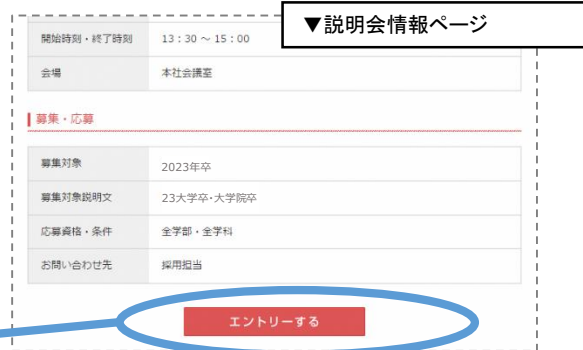 ▼説明会情報ページ
開始時刻・終了時刻 13：30 ～ 15：00
会場 本社会議室
募集・応募
募集対象 2023年卒
募集対象説明文 23大学卒・大学院卒
応募資格・条件 全学部・全学科
お問い合わせ先 採用担当
エントリーする